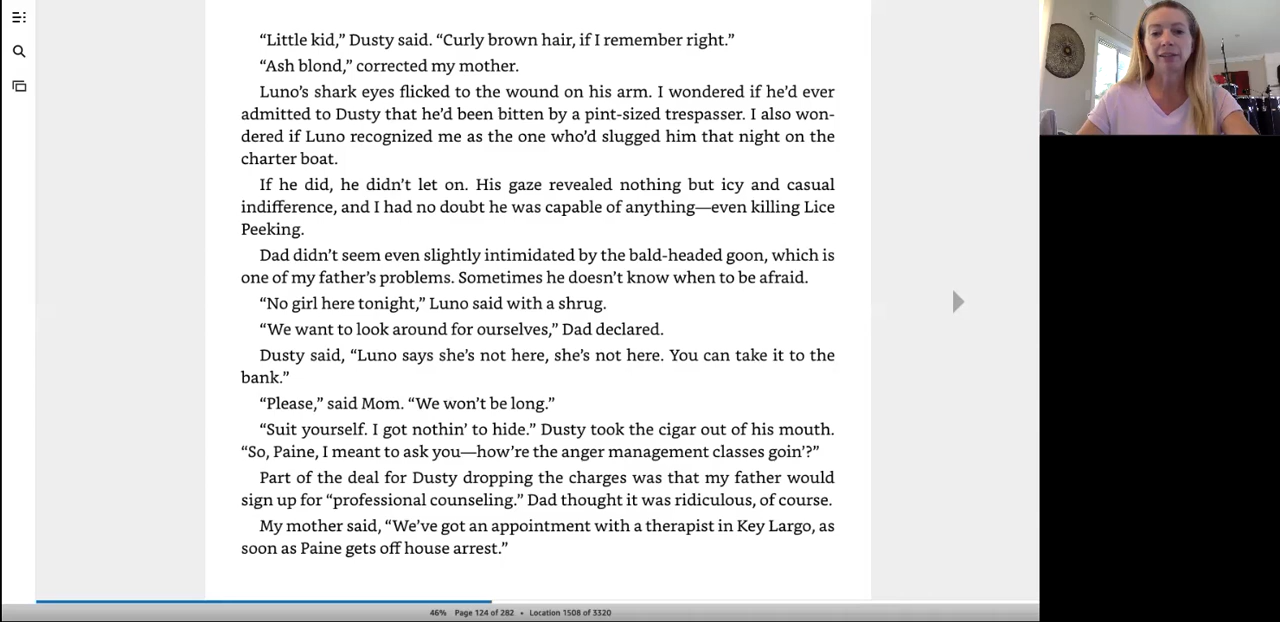 “Little kid,” Dusty said. “Curly brown hair, if I remember right.”
“Ash blond,” corrected my mother.
Luno’s shark eyes flicked to the wound on his arm. I wondered if he’d ever
admitted to Dusty that he’d been bitten by a pint-sized trespasser. I also won-
dered if Luno recognized me as the one who’d slugged him that night on the
charter boat.
If he did, he didn’t let on. His gaze revealed nothing but icy and casual
indifference, and I had no doubt he was capable of anything—even killing Lice
Peeking.
Dad didn’t seem even slightly intimidated by the bald-headed goon, which is
one of my father’s problems. Sometimes he doesn’t know when to be afraid.
“No girl here tonight,” Luno said with a shrug.
“We want to look around for ourselves,” Dad declared.
Dusty said, “Luno says she’s not here, she’s not here. You can take it to the
bank.”
“Please,” said Mom. “We won’t be long.”
“Suit yourself. I got nothin’ to hide.” Dusty took the cigar out of his mouth.
“So, Paine, I meant to ask you—how’re the anger management classes goin’?”
Part of the deal for Dusty dropping the charges was that my father would
sign up for “professional counseling.” Dad thought it was ridiculous, of course.
My mother said, “We’ve got an appointment with a therapist in Key Largo, as
soon as Paine gets off house arrest.”
46% Page 124 of 282 • Location 1508 of 3320